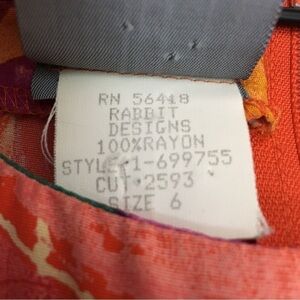 RN 56418
RABBIT
DESIGNS
100%RAYON
STYLE:1-699755
CUT:2593
SIZE 6